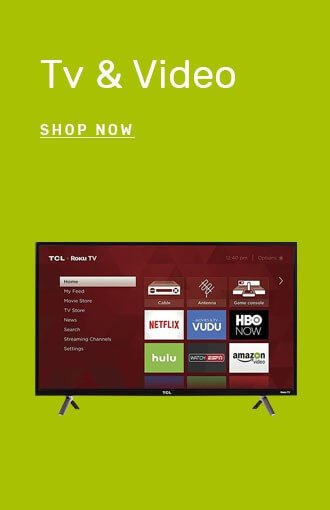 Tv & Video
SHOP NOW
TCL • Roku TV
12:40 pm | Options
Home
My Feed
Movie Store
TV Store
News
Search
Streaming Channels
Settings
Cable
Antenna
Game console
NETFLIX
MOVIES & TV
VUDU
HBO
NOW
hulu
WATCH ESPN
amazon
video
TCL
Roku TV